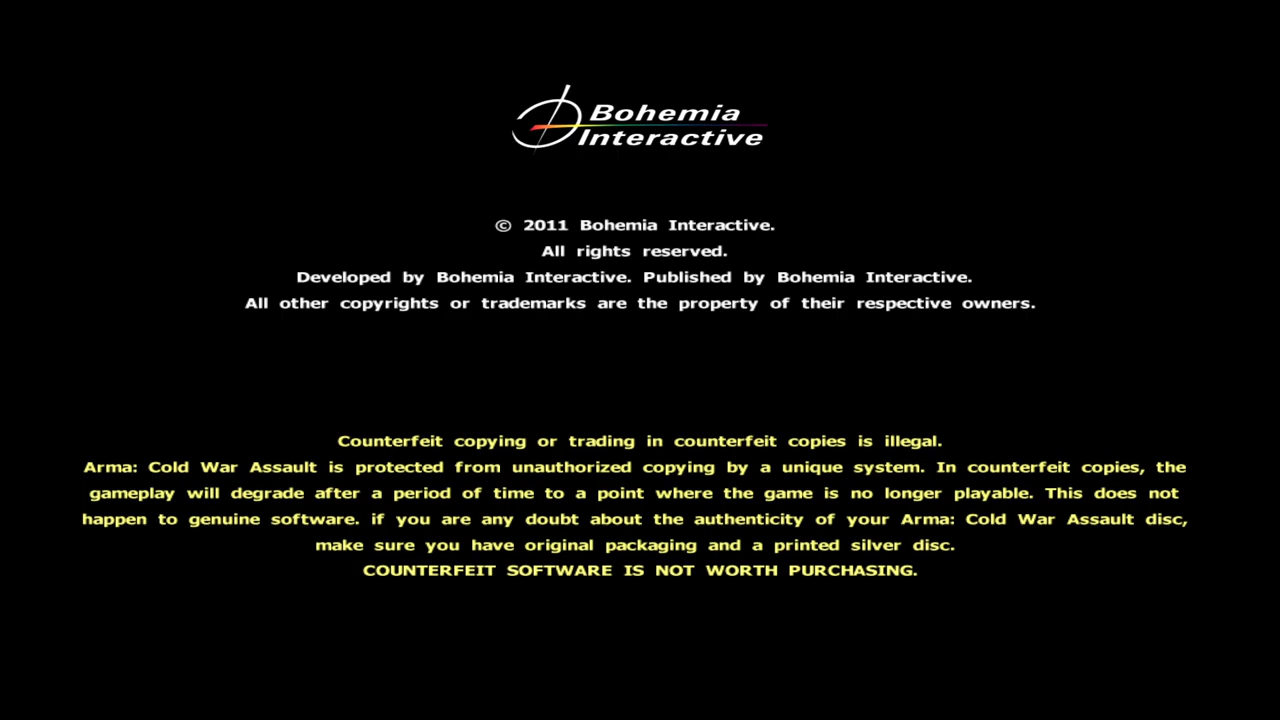 Bohemia
Interactive
© 2011 Bohemia Interactive.
All rights reserved.
Developed by Bohemia Interactive. Published by Bohemia Interactive.
All other copyrights or trademarks are the property of their respective owners.
Counterfeit copying or trading in counterfeit copies is illegal.
Arma: Cold War Assault is protected from unauthorized copying by a unique system. In counterfeit copies, the
gameplay will degrade after a period of time to a point where the game is no longer playable. This does not
happen to genuine software. if you are any doubt about the authenticity of your Arma: Cold War Assault disc,
make sure you have original packaging and a printed silver disc.
COUNTERFEIT SOFTWARE IS NOT WORTH PURCHASING.